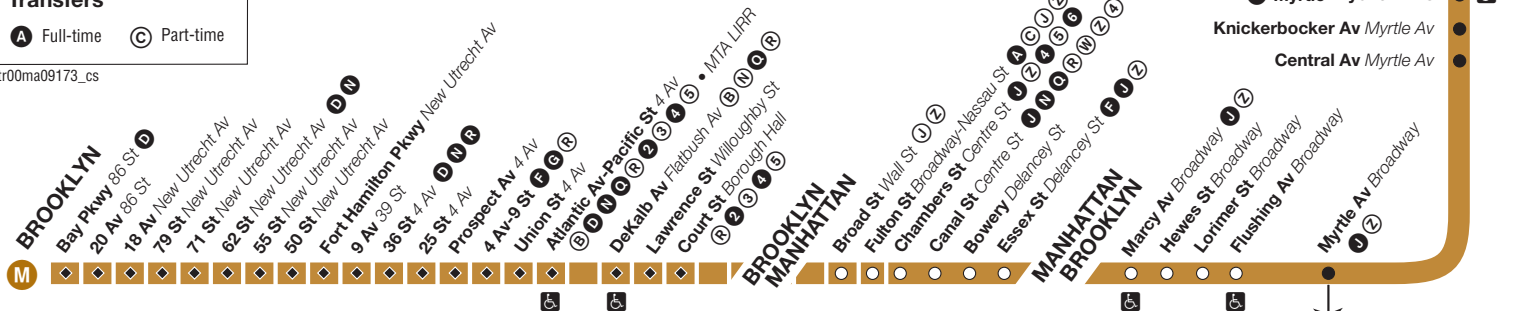 Transfers
A Full-time C Part-time
tr00ma09173_cs
Knickerbocker Av Myrtle Av
Central Av Myrtle Av
M
BROOKLYN
Bay Pkwy 86 St D
20 Av 86 St
18 Av New Utrecht Av
79 St New Utrecht Av
71 St New Utrecht Av
62 St New Utrecht Av D N
55 St New Utrecht Av
50 St New Utrecht Av
Fort Hamilton Pkwy New Utrecht Av
9 Av 39 St
36 St 4 Av D N R
25 St 4 Av
Prospect Av 4 Av
4 Av-9 St F G R
Union St 4 Av
Atlantic Av-Pacific St 4 Av
B D N Q R 2 3 4 5 • MTA LIRR
DeKalb Av Flatbush Av B N Q R
Lawrence St Willoughby St
Court St Borough Hall
R 2 3 4 5
BROOKLYN
MANHATTAN
Broad St Wall St J Z
Fulton St Broadway-Nassau St A C J Z
Chambers St Centre St J Z 4 5 6
Canal St Centre St J N Q R W Z 4
Bowery Delancey St
Essex St Delancey St F J Z
MANHATTAN
BROOKLYN
Marcy Av Broadway J Z
Hewes St Broadway
Lorimer St Broadway
Flushing Av Broadway
Myrtle Av Broadway
J Z